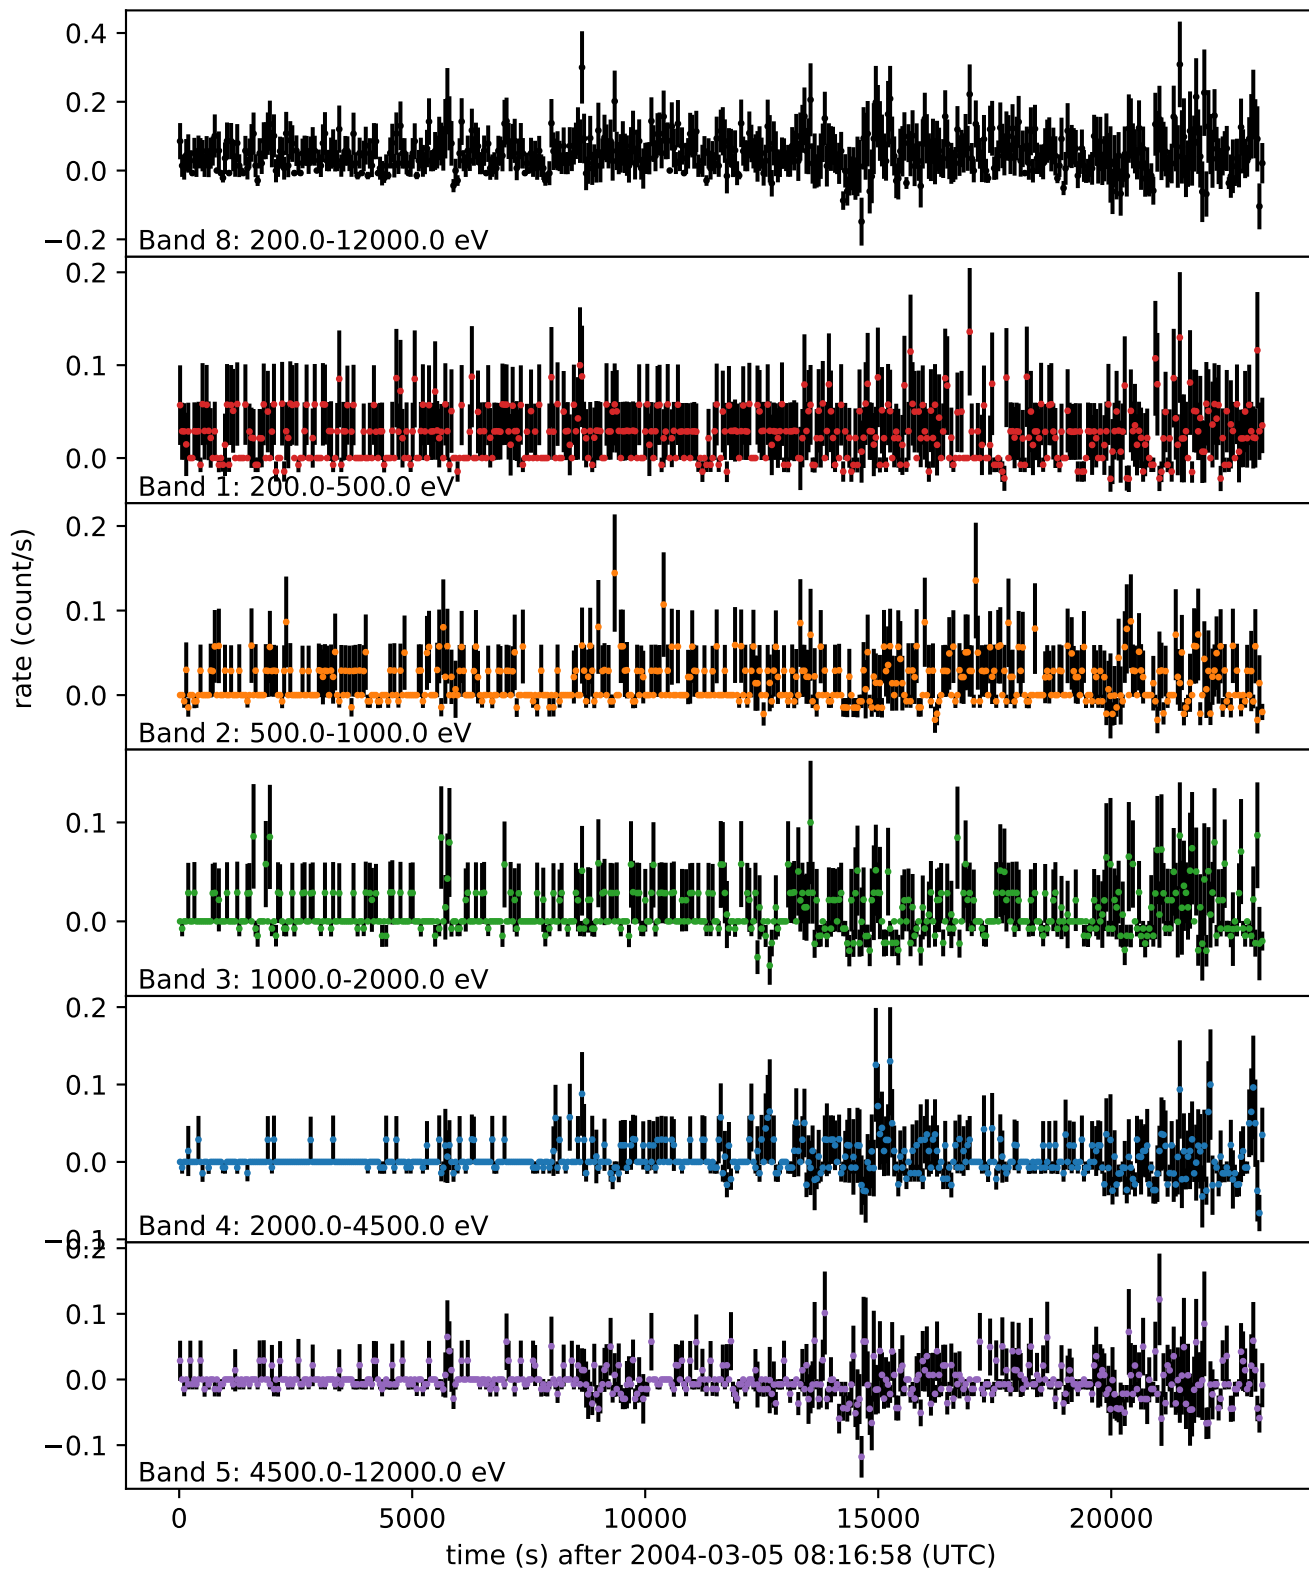 0.4
0.2
0.0
−0.2
Band 8: 200.0-12000.0 eV
0.2
0.1
0.0
Band 1: 200.0-500.0 eV
rate (count/s)
0.2
0.1
0.0
Band 2: 500.0-1000.0 eV
0.1
0.0
Band 3: 1000.0-2000.0 eV
0.2
0.1
0.0
−0.1
Band 4: 2000.0-4500.0 eV
0.2
0.1
0.0
−0.1
Band 5: 4500.0-12000.0 eV
0 5000 10000 15000 20000
time (s) after 2004-03-05 08:16:58 (UTC)